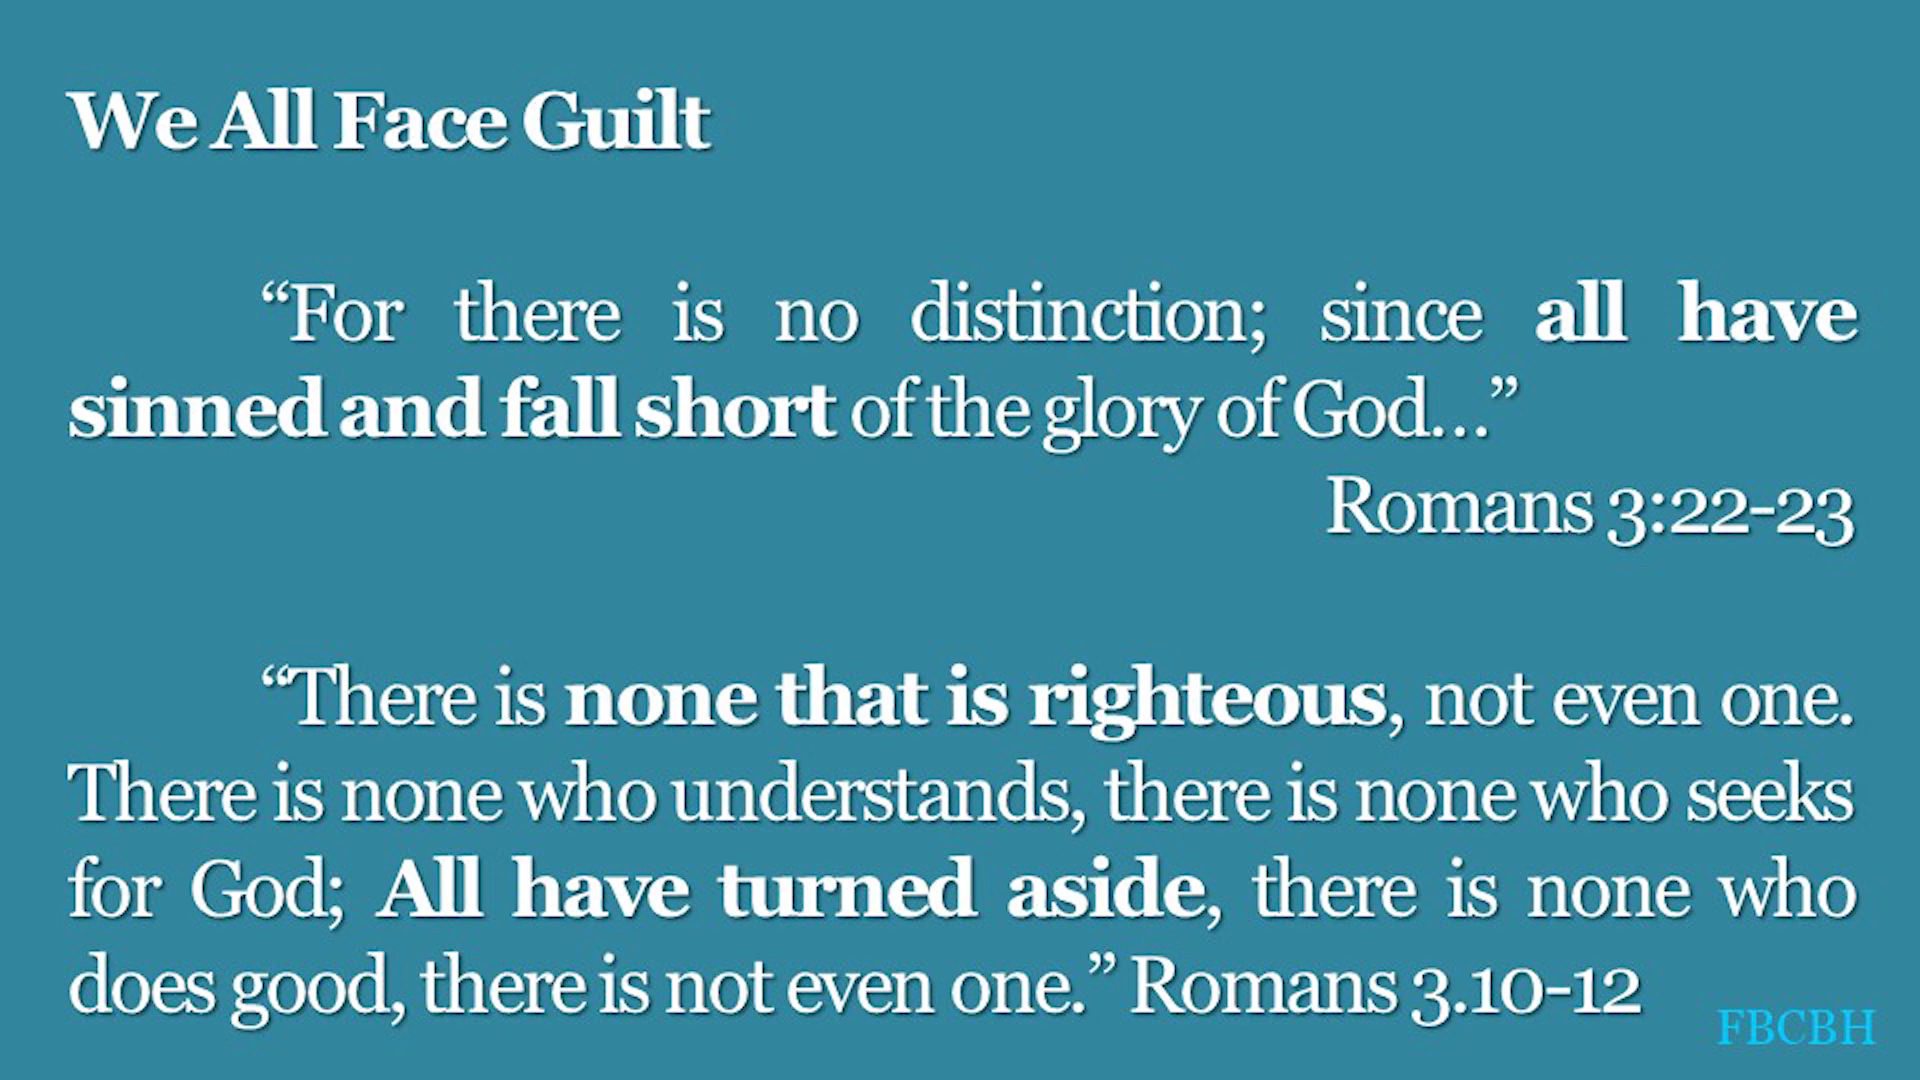 We All Face Guilt
“For there is no distinction; since all have
sinned and fall short of the glory of God…”
Romans 3:22-23
“There is none that is righteous, not even one.
There is none who understands, there is none who seeks
for God; All have turned aside, there is none who
does good, there is not even one.” Romans 3.10-12
FBCBH